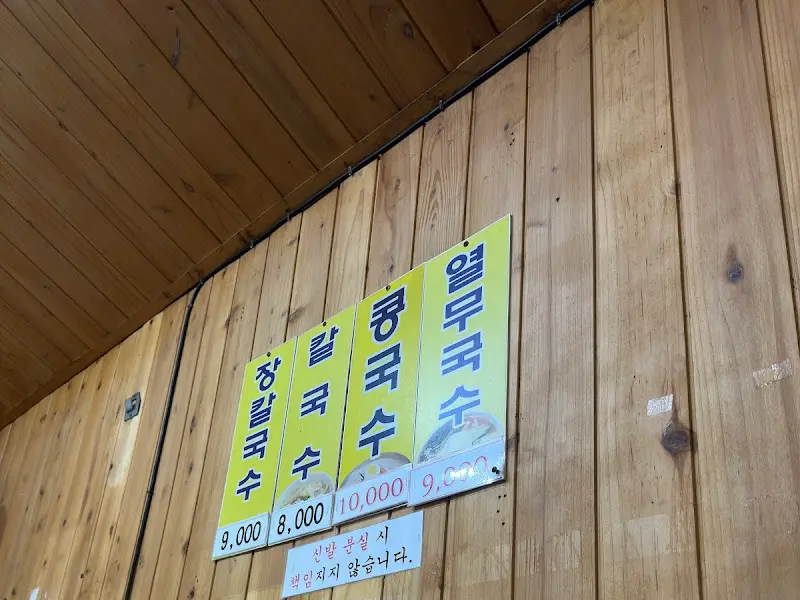 장칼국수
9,000
칼국수
8,000
콩국수
10,000
열무국수
9,000
신발 분실 시
책임지지 않습니다.